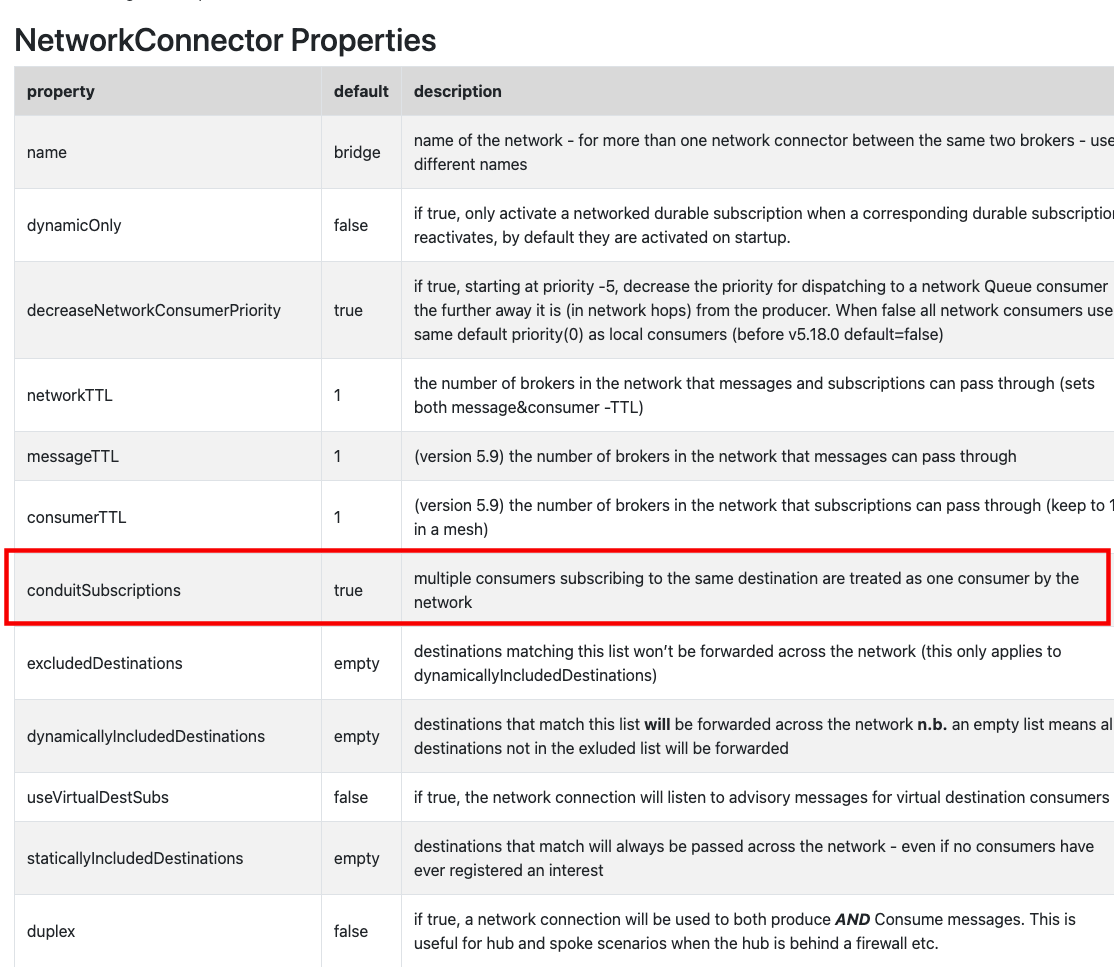 NetworkConnector Properties
property default description
name bridge name of the network - for more than one network connector between the same two brokers - use
different names
dynamicOnly false if true, only activate a networked durable subscription when a corresponding durable subscription
reactivates, by default they are activated on startup.
decreaseNetworkConsumerPriority true if true, starting at priority -5, decrease the priority for dispatching to a network Queue consumer
the further away it is (in network hops) from the producer. When false all network consumers use
same default priority(0) as local consumers (before v5.18.0 default=false)
networkTTL 1 the number of brokers in the network that messages and subscriptions can pass through (sets
both message&consumer -TTL)
messageTTL 1 (version 5.9) the number of brokers in the network that messages can pass through
consumerTTL 1 (version 5.9) the number of brokers in the network that subscriptions can pass through (keep to 1
in a mesh)
conduitSubscriptions true multiple consumers subscribing to the same destination are treated as one consumer by the
network
excludedDestinations empty destinations matching this list won’t be forwarded across the network (this only applies to
dynamicallyIncludedDestinations)
dynamicallyIncludedDestinations empty destinations that match this list will be forwarded across the network n.b. an empty list means al
destinations not in the exluded list will be forwarded
useVirtualDestSubs false if true, the network connection will listen to advisory messages for virtual destination consumers
staticallyIncludedDestinations empty destinations that match will always be passed across the network - even if no consumers have
ever registered an interest
duplex false if true, a network connection will be used to both produce AND Consume messages. This is
useful for hub and spoke scenarios when the hub is behind a firewall etc.